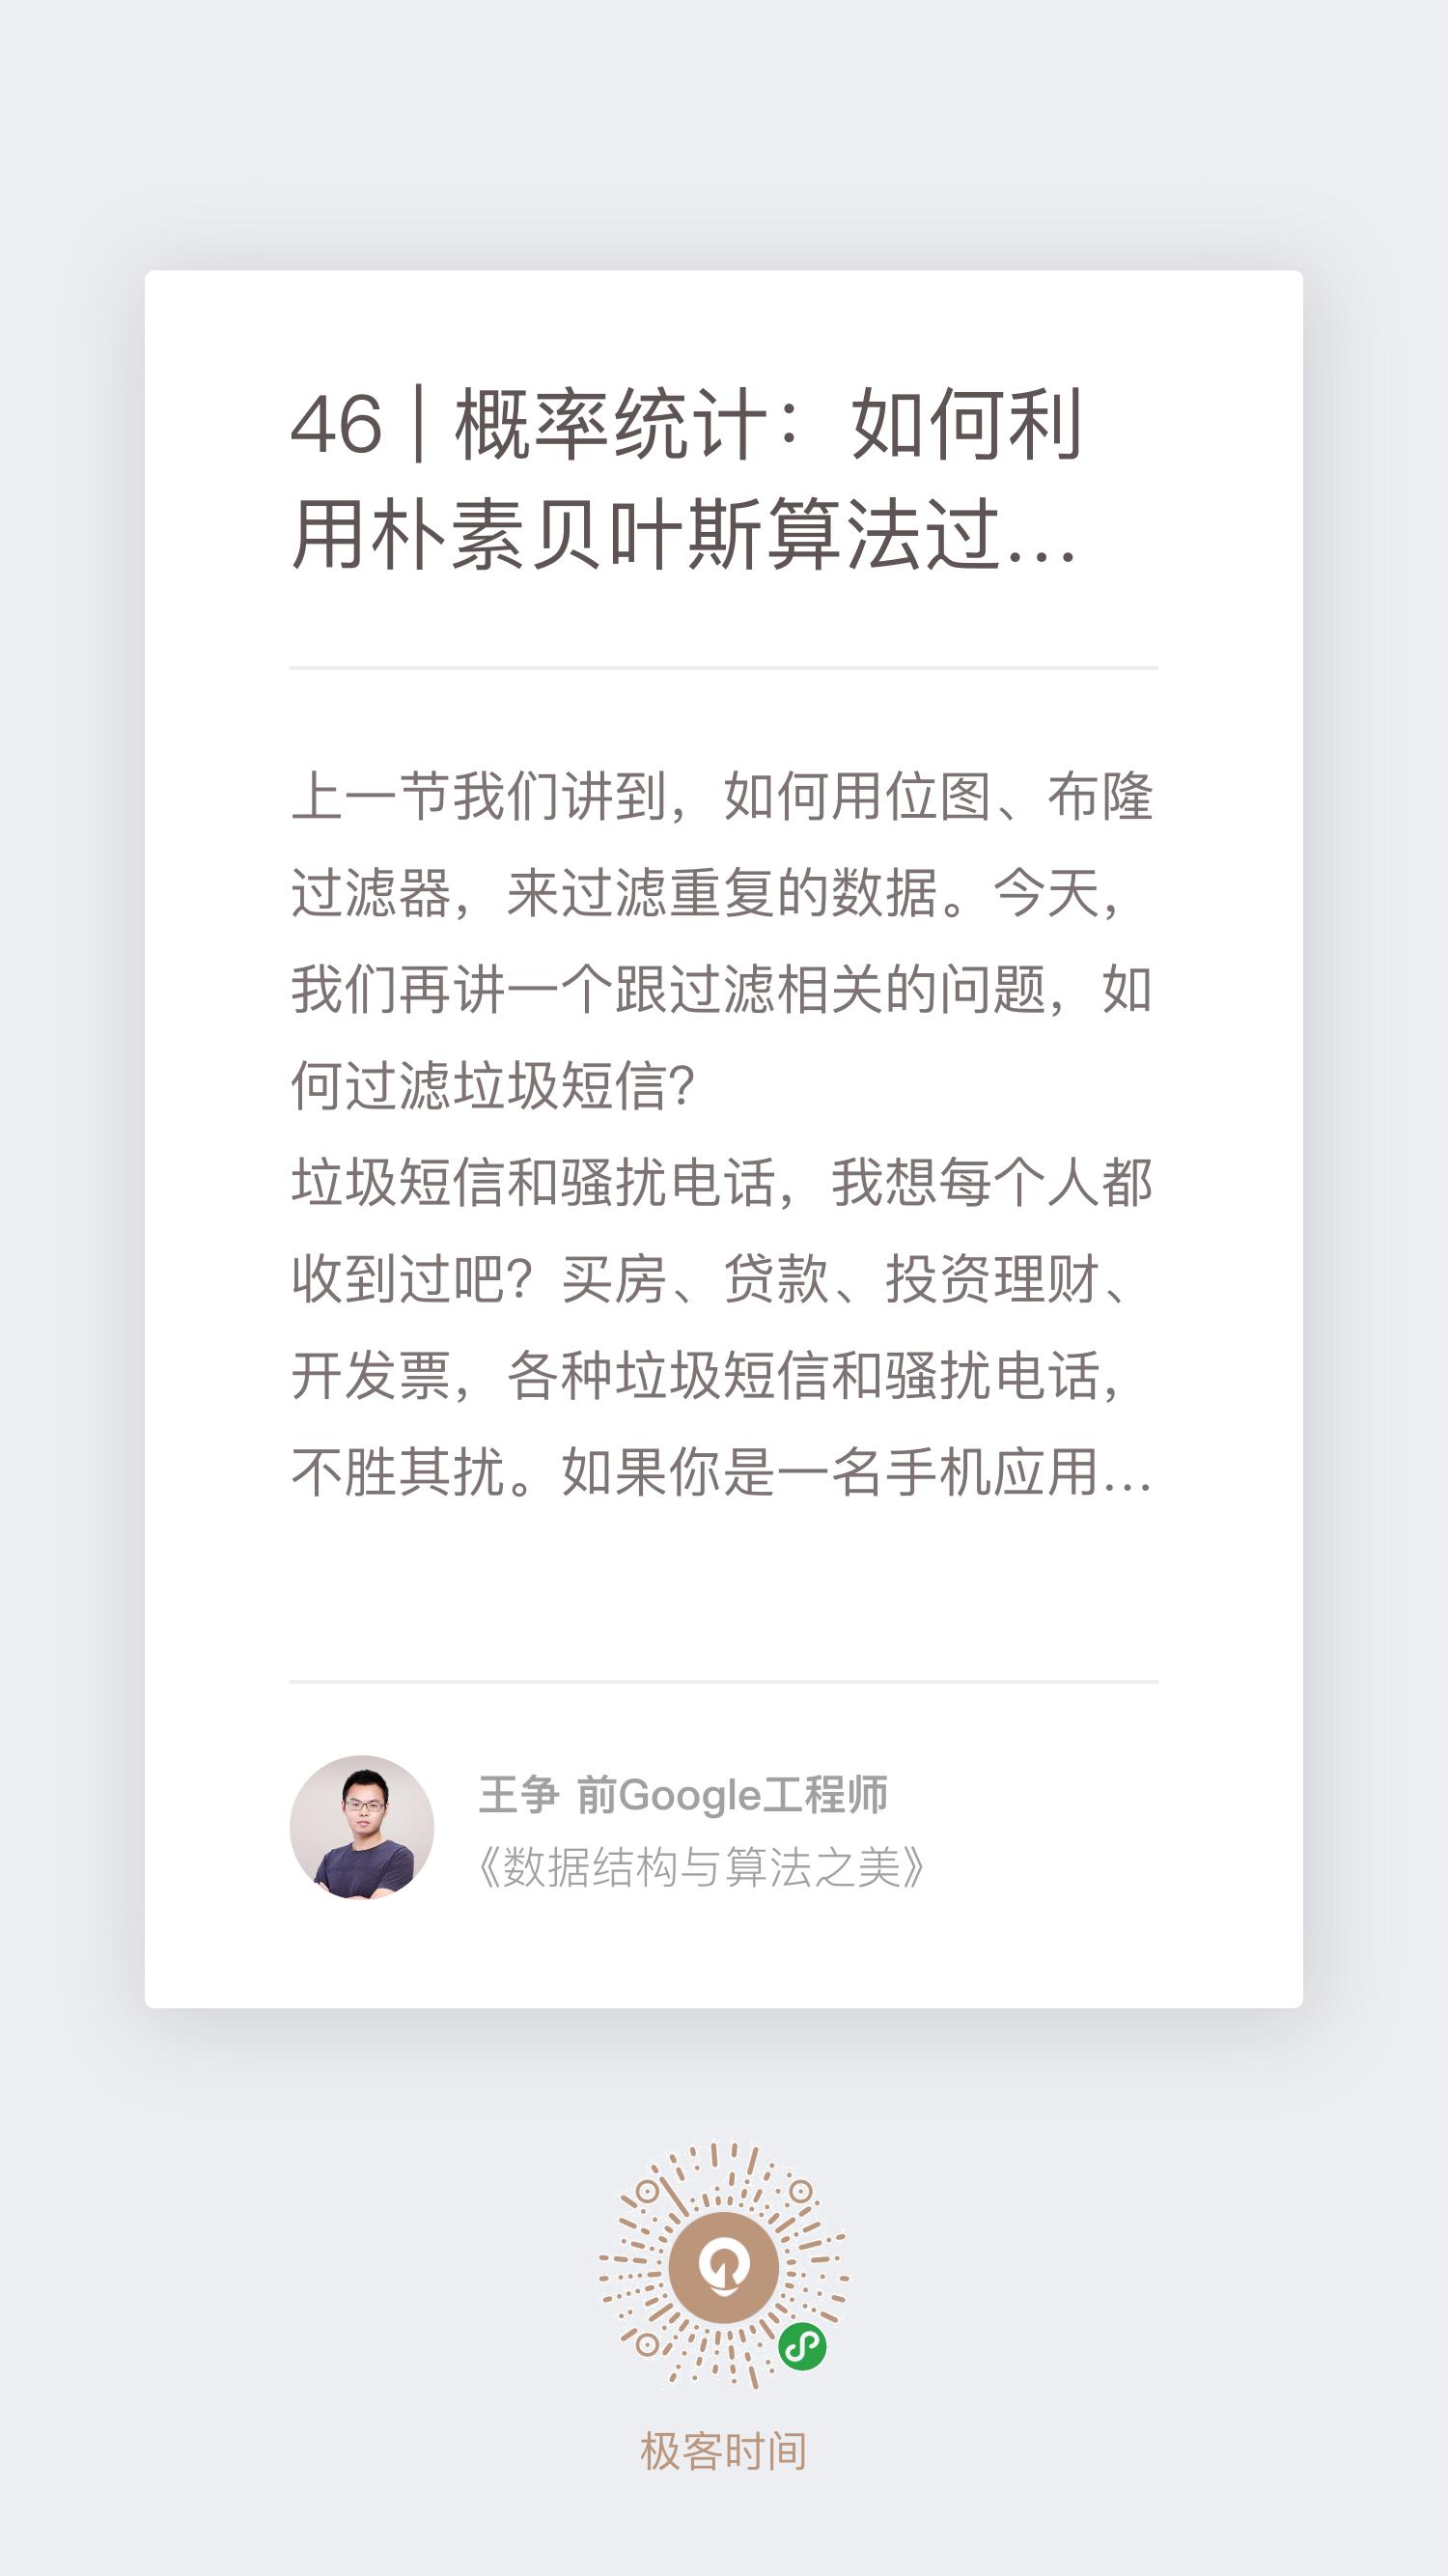 46 | 概率统计：如何利
用朴素贝叶斯算法过...
上一节我们讲到，如何用位图、布隆
过滤器，来过滤重复的数据。今天，
我们再讲一个跟过滤相关的问题，如
何过滤垃圾短信？
垃圾短信和骚扰电话，我想每个人都
收到过吧？买房、贷款、投资理财、
开发票，各种垃圾短信和骚扰电话，
不胜其扰。如果你是一名手机应用...
王争 前Google工程师
《数据结构与算法之美》
极客时间